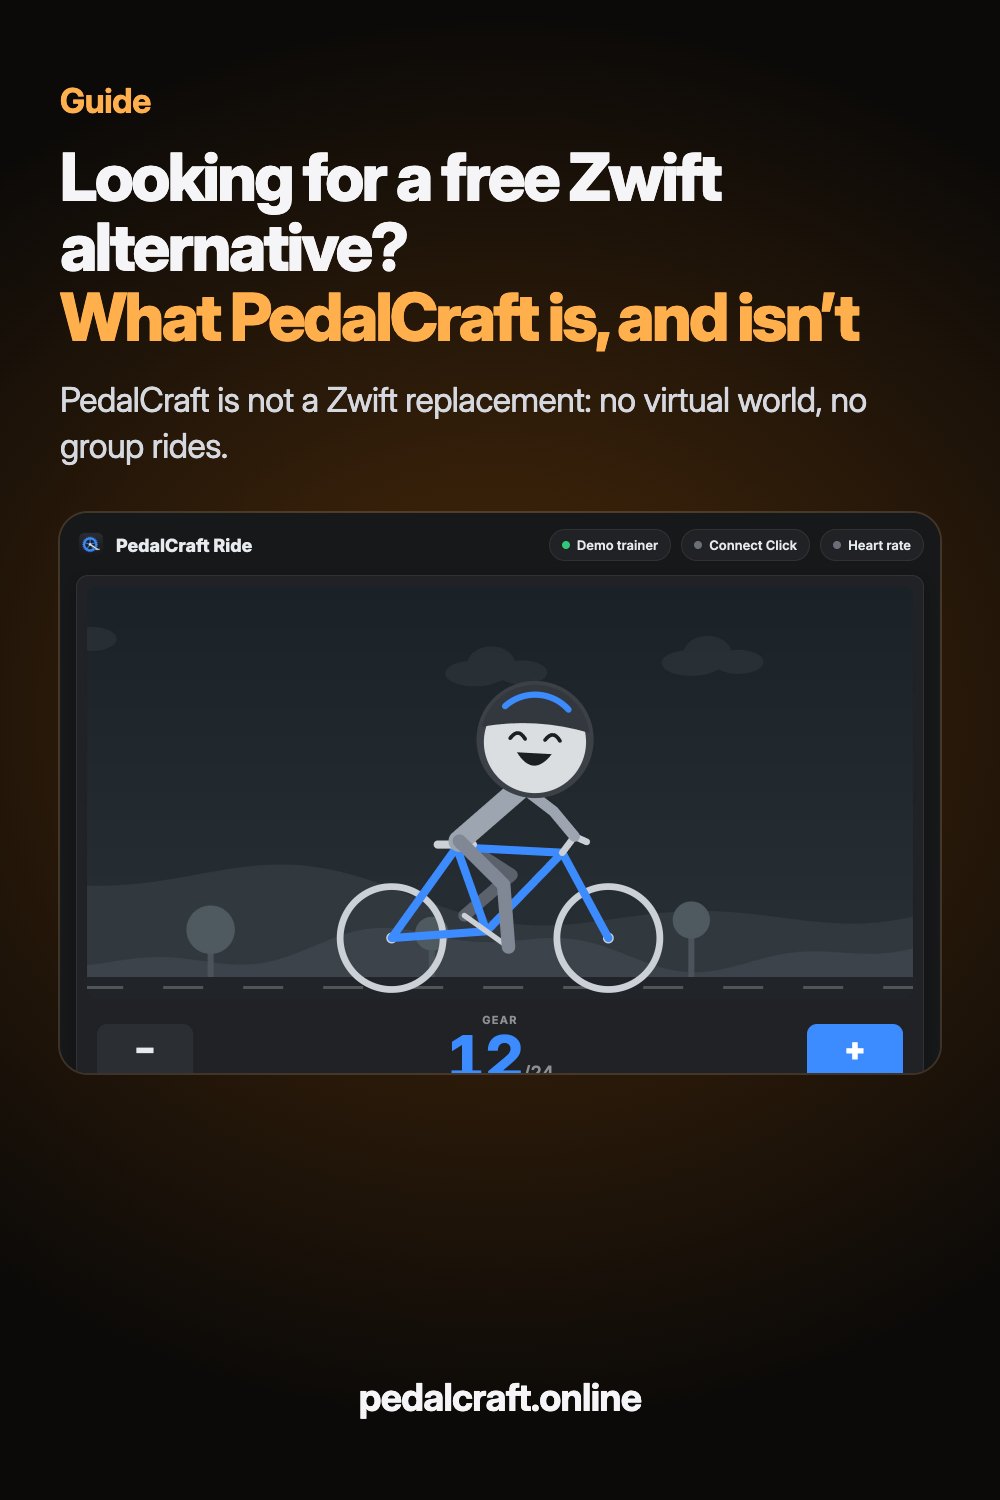 Guide
Looking for a free Zwift
alternative?
What PedalCraft is, and isn’t
PedalCraft is not a Zwift replacement: no virtual world, no
group rides.
PedalCraft Ride
Demo trainer
Connect Click
Heart rate
GEAR
−
12/24
+
pedalcraft.online